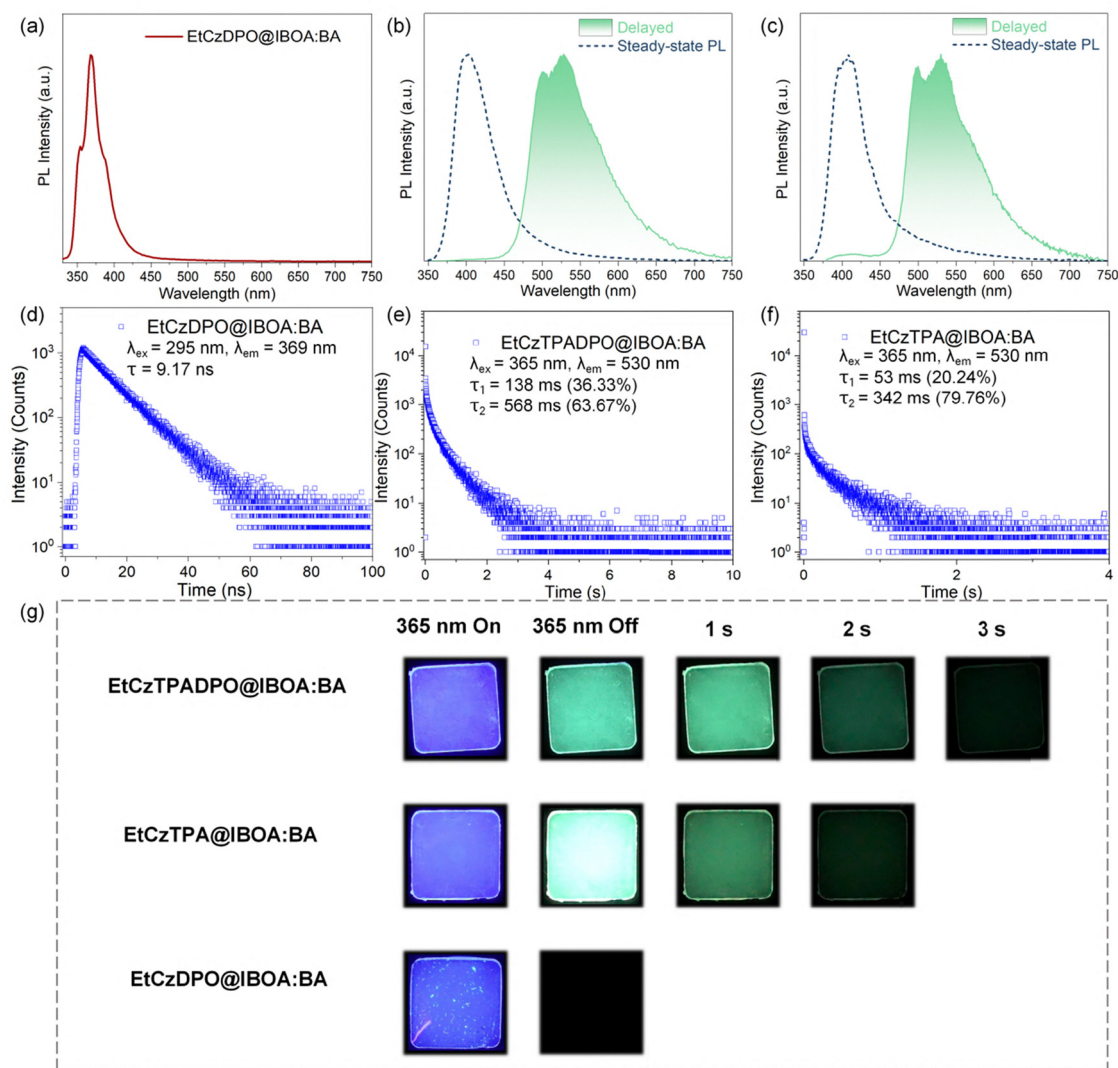 (a)
EtCzDPO@IBOA:BA
PL Intensity (a.u.)
350 400 450 500 550 600 650 700 750
Wavelength (nm)
(b)
Delayed
Steady-state PL
PL Intensity (a.u.)
350 400 450 500 550 600 650 700 750
Wavelength (nm)
(c)
Delayed
Steady-state PL
PL Intensity (a.u.)
350 400 450 500 550 600 650 700 750
Wavelength (nm)
(d)
EtCzDPO@IBOA:BA
λex = 295 nm, λem = 369 nm
τ = 9.17 ns
Intensity (Counts)
10³
10²
10¹
10⁰
0 20 40 60 80 100
Time (ns)
(e)
EtCzTPADPO@IBOA:BA
λex = 365 nm, λem = 530 nm
τ1 = 138 ms (36.33%)
τ2 = 568 ms (63.67%)
Intensity (Counts)
10⁴
10³
10²
10¹
10⁰
0 2 4 6 8 10
Time (s)
(f)
EtCzTPA@IBOA:BA
λex = 365 nm, λem = 530 nm
τ1 = 53 ms (20.24%)
τ2 = 342 ms (79.76%)
Intensity (Counts)
10⁴
10³
10²
10¹
10⁰
0 2 4
Time (s)
(g)
365 nm On 365 nm Off 1 s 2 s 3 s
EtCzTPADPO@IBOA:BA
EtCzTPA@IBOA:BA
EtCzDPO@IBOA:BA